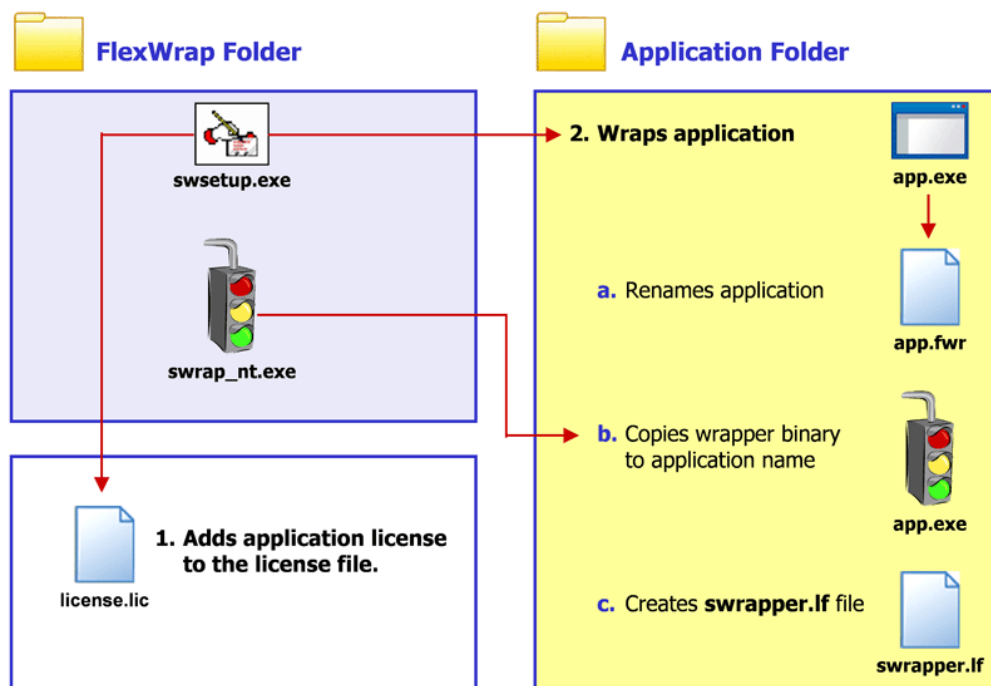 FlexWrap Folder
swsetup.exe
swrap_nt.exe
license.lic
1. Adds application license
to the license file.
Application Folder
2. Wraps application
app.exe
a. Renames application
app.fwr
b. Copies wrapper binary
to application name
app.exe
c. Creates swrapper.lf file
swrapper.lf